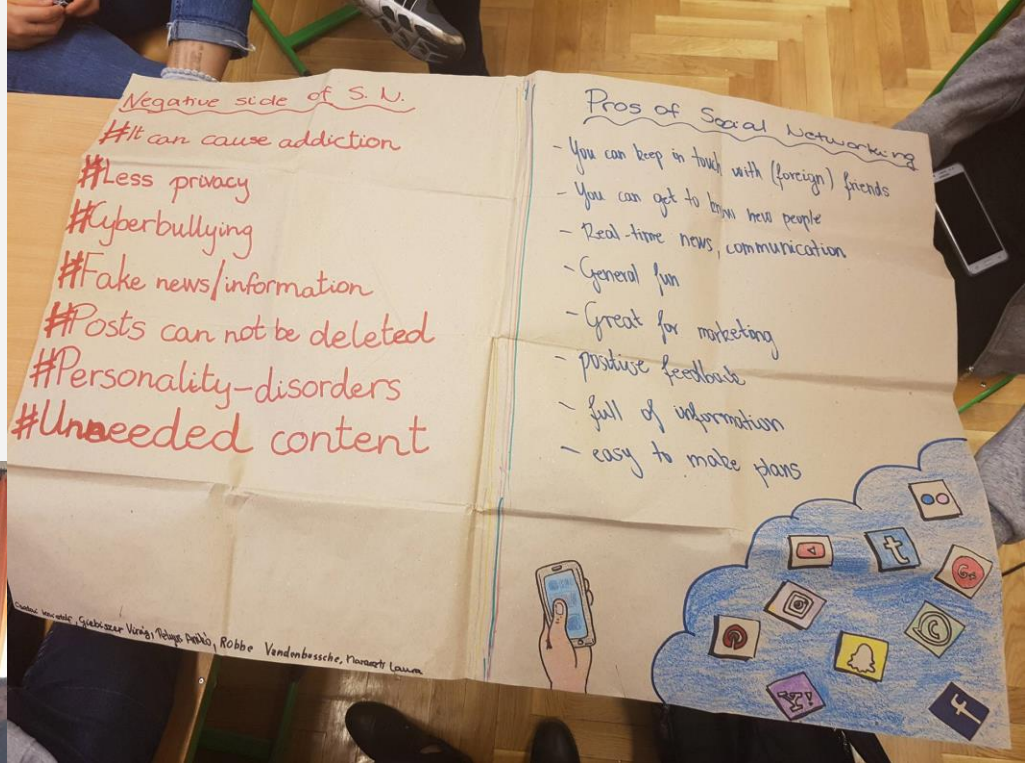 Negative side of S. N.
#It can cause addiction
#Less privacy
#Cyberbullying
#Fake news/information
#Posts can not be deleted
#Personality-disorders
#Unneeded content
Pros of Social Networking
- You can keep in touch with (foreign) friends
- You can get to know new people
- Real-time news, communication
- General fun
- Great for marketing
- positive feedback
- full of information
- easy to make plans
Virág, Robbe Vandenbossche, Laura